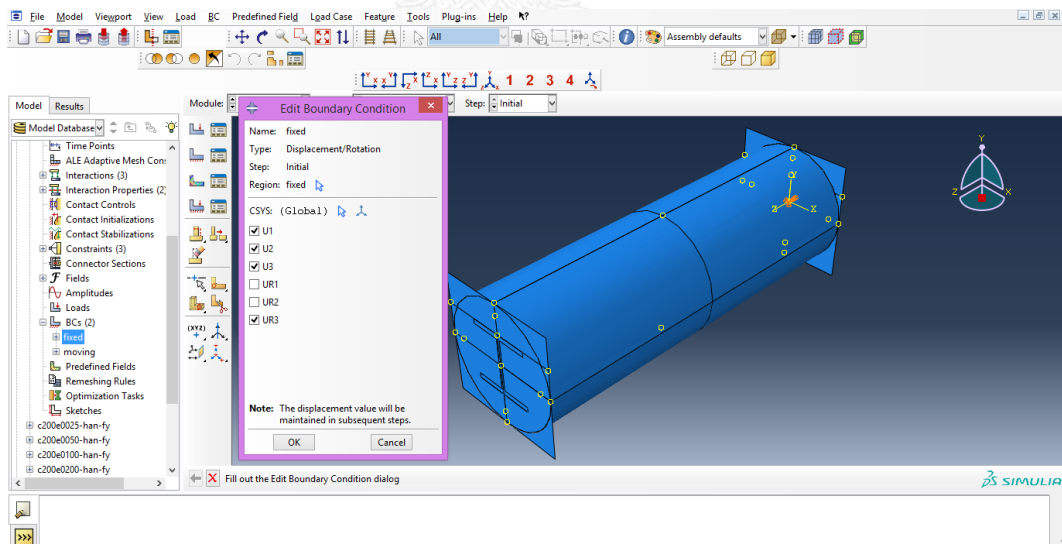 File Model Viewport View Load BC Predefined Field Load Case Feature Tools Plug-ins Help
All Assembly defaults
1 2 3 4
Model Results
Module: Step: Initial
Model Database
Time Points
ALE Adaptive Mesh Con
Interactions (3)
Interaction Properties (2
Contact Controls
Contact Initializations
Contact Stabilizations
Constraints (3)
Connector Sections
Fields
Amplitudes
Loads
BCs (2)
fixed
moving
Predefined Fields
Remeshing Rules
Optimization Tasks
Sketches
c200e0025-han-fy
c200e0050-han-fy
c200e0100-han-fy
c200e0200-han-fy
(XYZ)
Edit Boundary Condition
Name: fixed
Type: Displacement/Rotation
Step: Initial
Region: fixed
CSYS: (Global)
U1
U2
U3
UR1
UR2
UR3
Note: The displacement value will be
maintained in subsequent steps.
OK Cancel
Y
Z X
Y
Z X
Fill out the Edit Boundary Condition dialog
SIMULIA
>>>